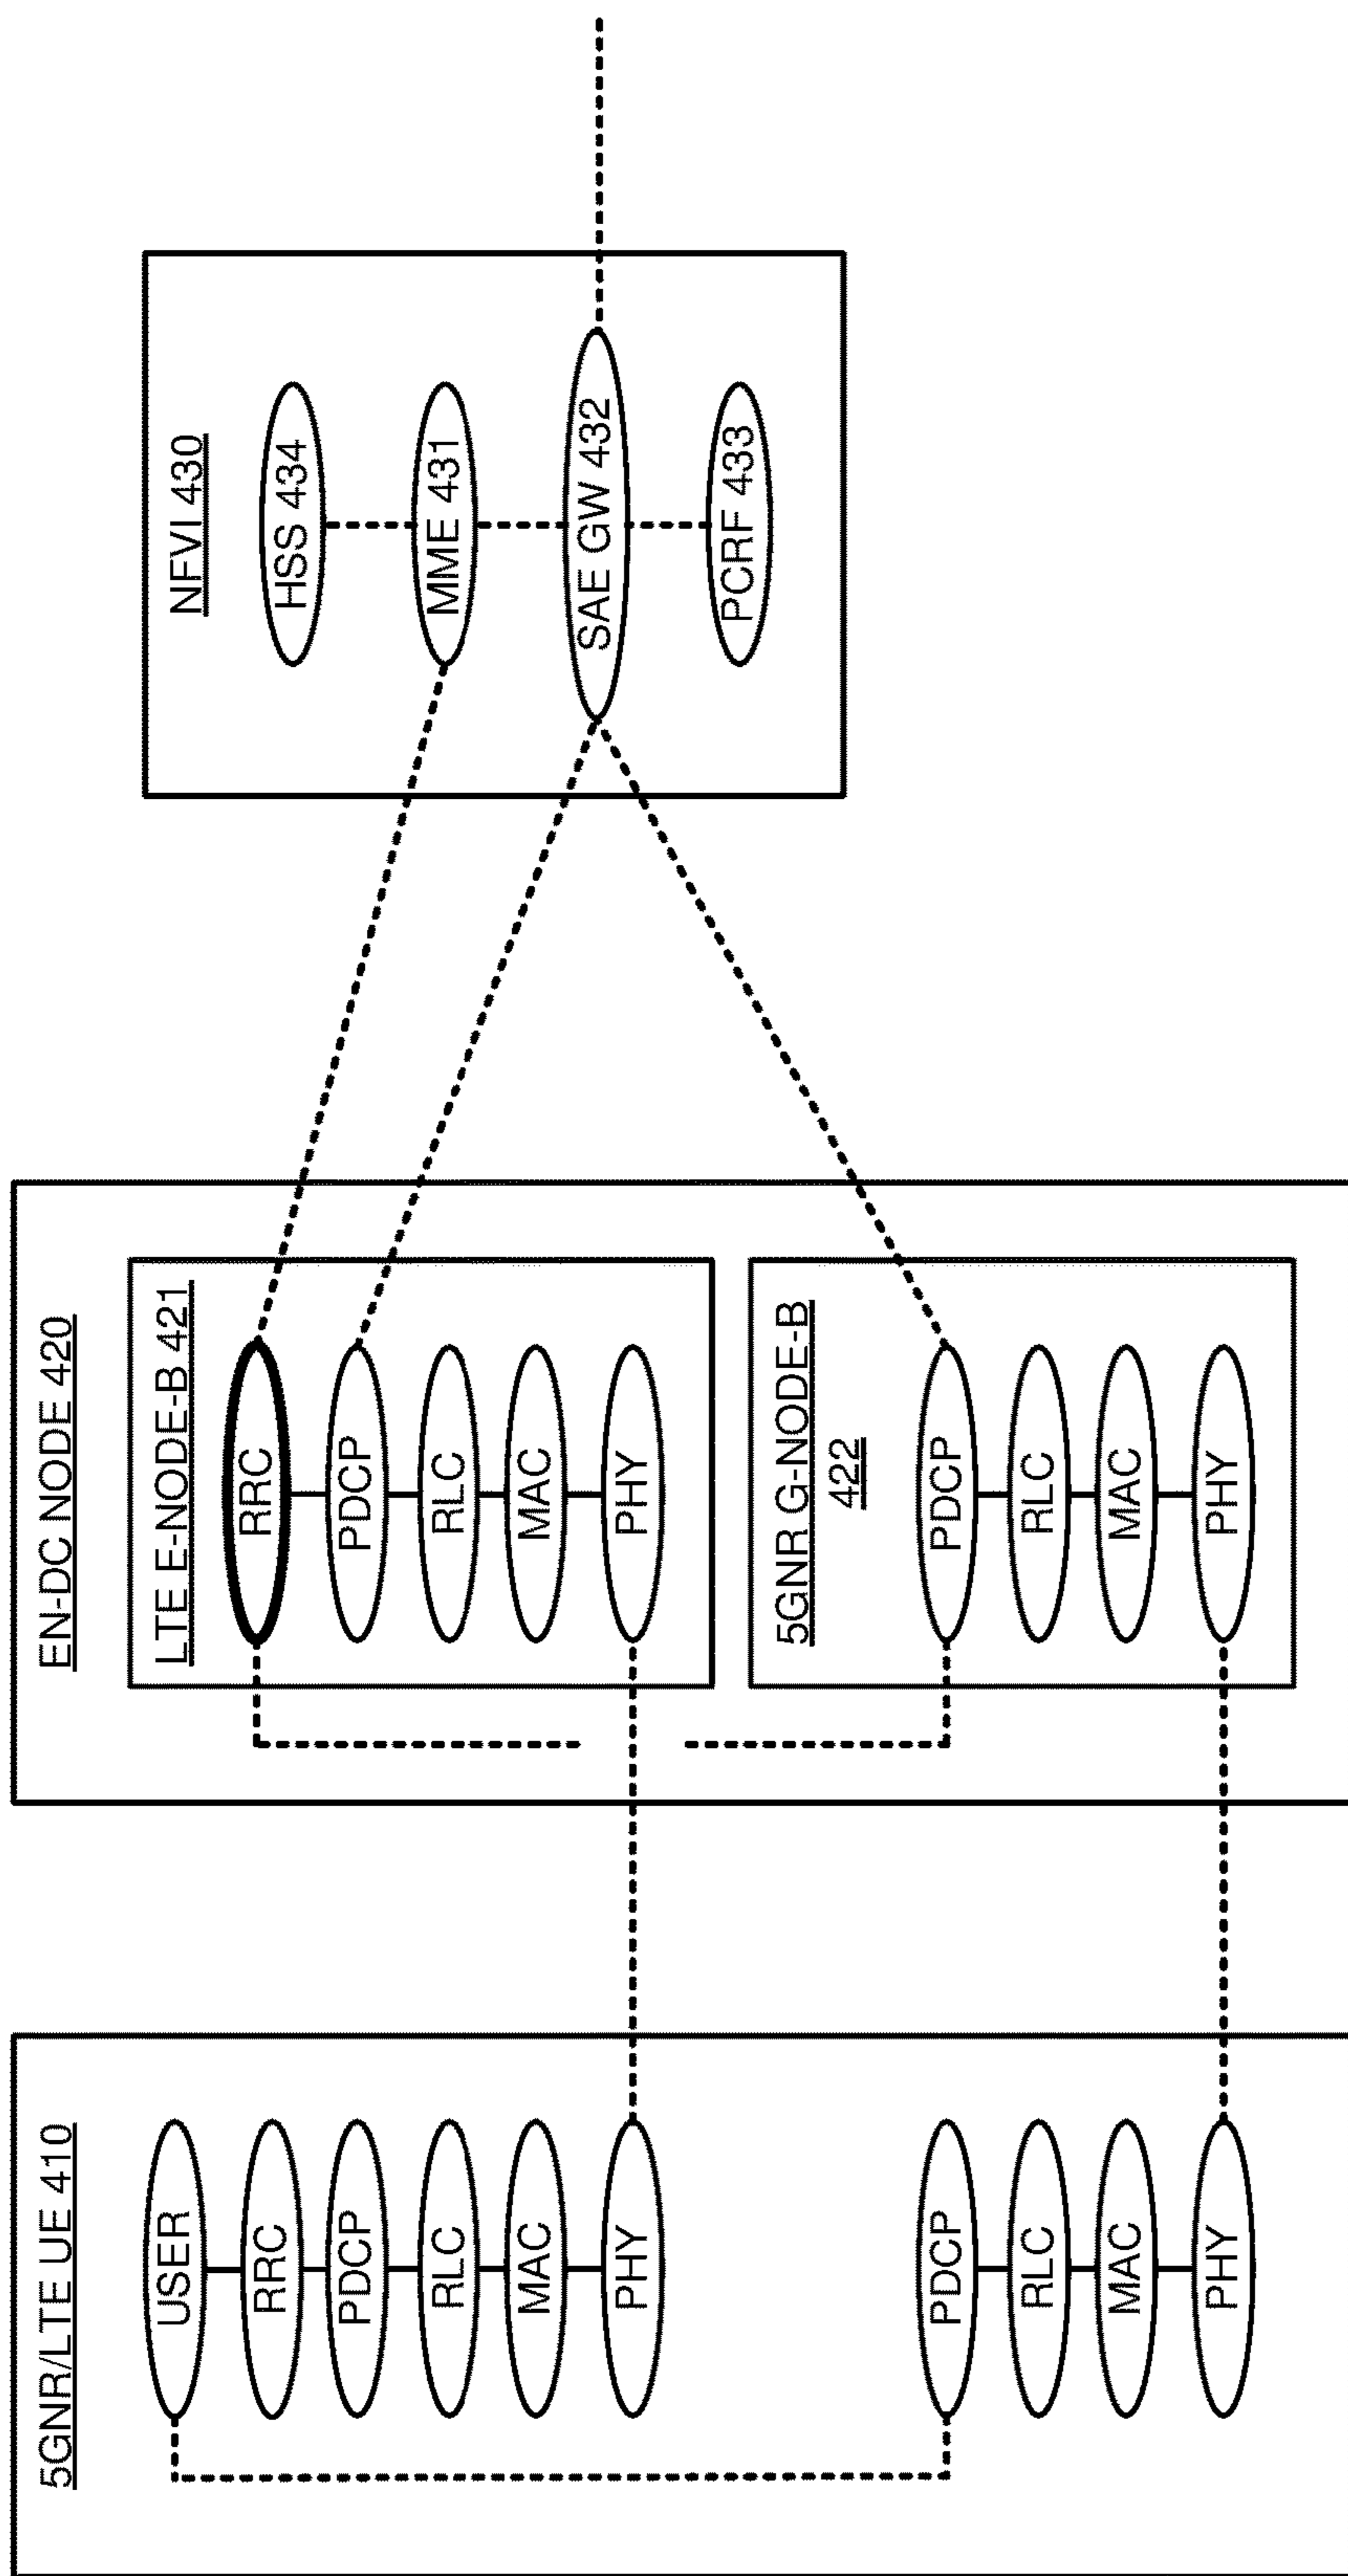 5GNR/LTE UE 410
USER
RRC
PDCP
RLC
MAC
PHY
PDCP
RLC
MAC
PHY
EN-DC NODE 420
LTE E-NODE-B 421
RRC
PDCP
RLC
MAC
PHY
5GNR G-NODE-B
422
PDCP
RLC
MAC
PHY
NFVI 430
HSS 434
MME 431
SAE GW 432
PCRF 433